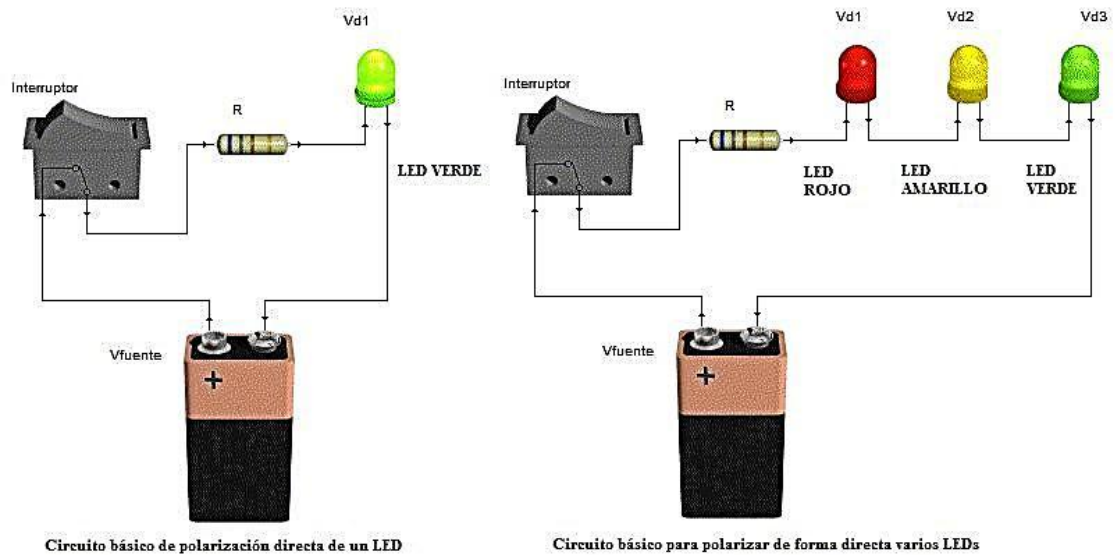 Vd1
Interruptor
R
LED VERDE
+
Vfuente
Circuito básico de polarización directa de un LED
Vd1
Vd2
Vd3
Interruptor
R
LED
ROJO
LED
AMARILLO
LED
VERDE
+
Vfuente
Circuito básico para polarizar de forma directa varios LEDs